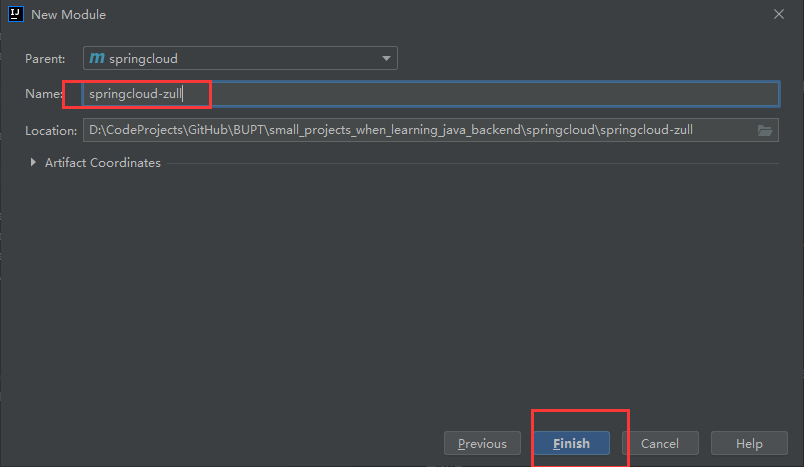 New Module
Parent: springcloud
Name: springcloud-zull
Location: D:\CodeProjects\GitHub\BUPT\small_projects_when_learning_java_backend\springcloud\springcloud-zull
Artifact Coordinates
Previous Finish Cancel Help